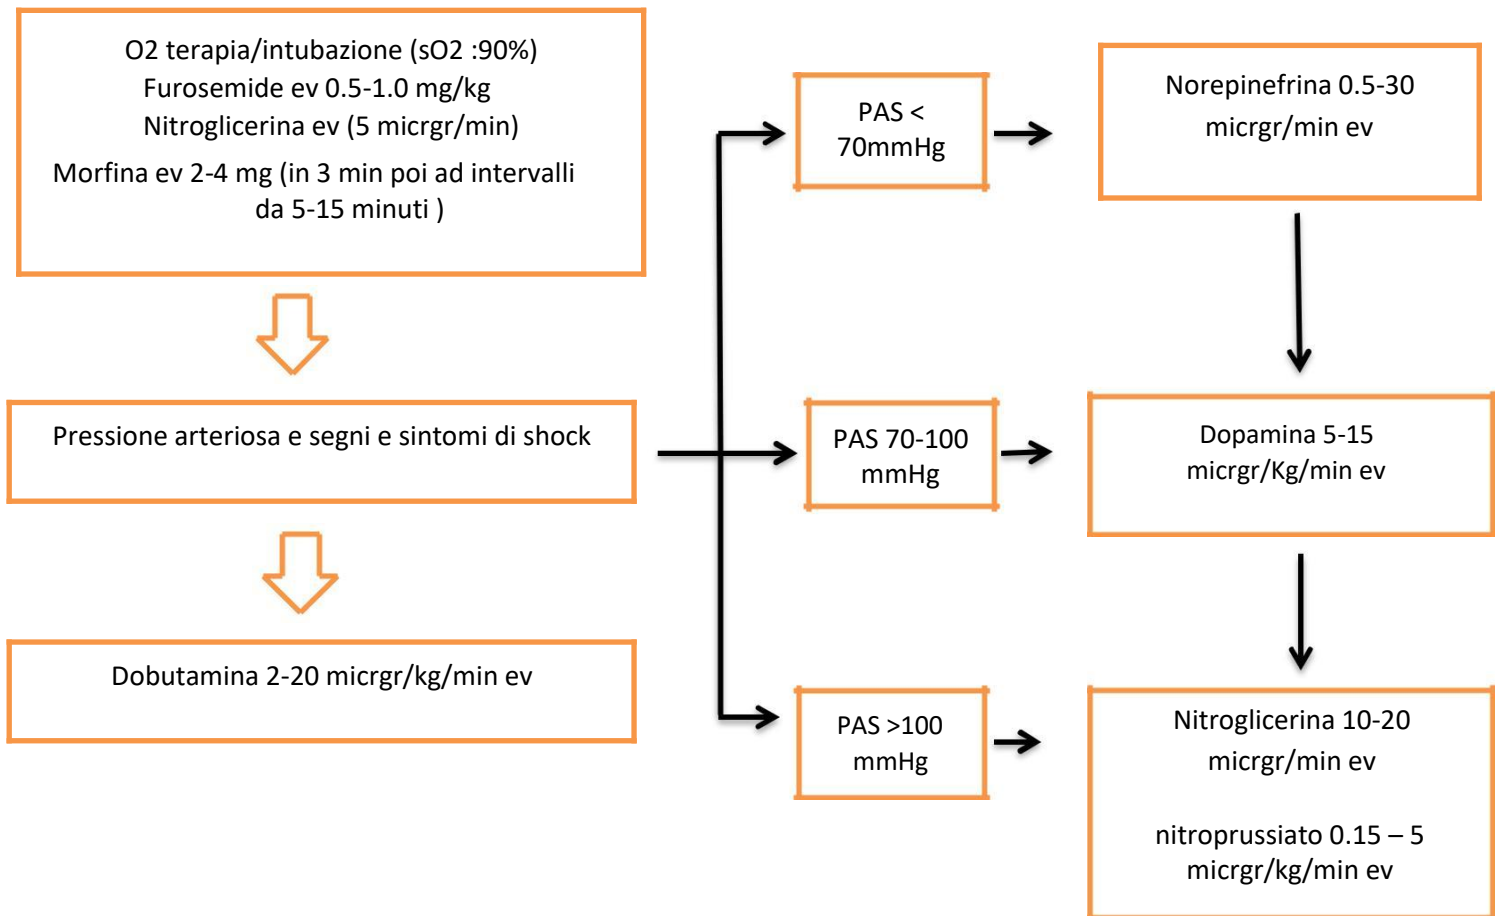 O2 terapia/intubazione (sO2 :90%)
Furosemide ev 0.5-1.0 mg/kg
Nitroglicerina ev (5 micrgr/min)
Morfina ev 2-4 mg (in 3 min poi ad intervalli
da 5-15 minuti )
Pressione arteriosa e segni e sintomi di shock
Dobutamina 2-20 micrgr/kg/min ev
PAS <
70mmHg
Norepinefrina 0.5-30
micrgr/min ev
PAS 70-100
mmHg
Dopamina 5-15
micrgr/Kg/min ev
PAS >100
mmHg
Nitroglicerina 10-20
micrgr/min ev
nitroprussiato 0.15 – 5
micrgr/kg/min ev